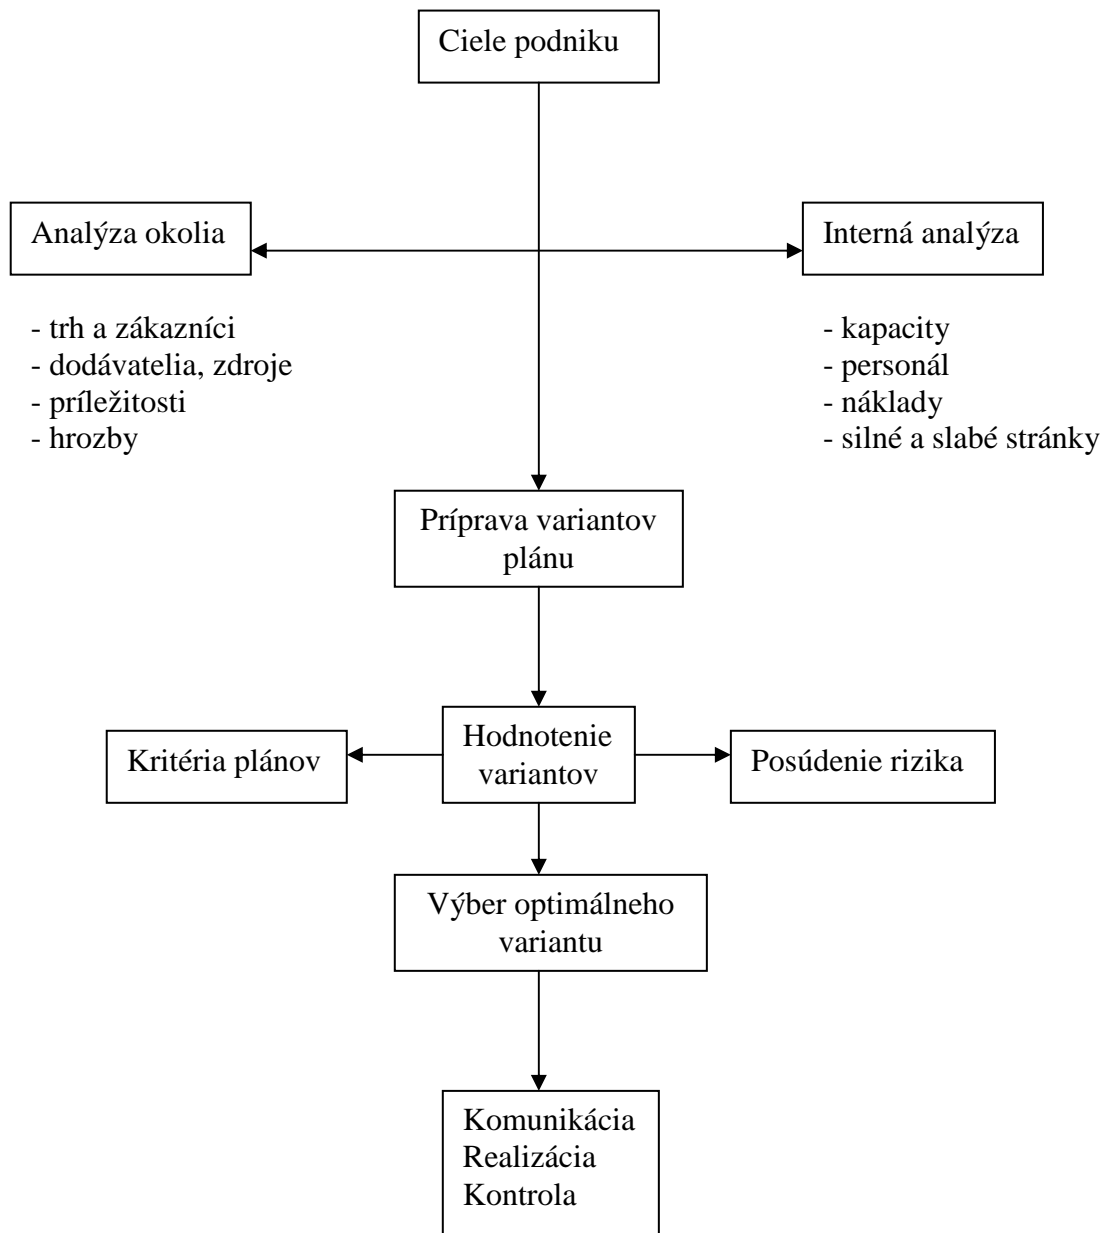 Ciele podniku
Analýza okolia
Interná analýza
- trh a zákazníci
- dodávatelia, zdroje
- príležitosti
- hrozby
- kapacity
- personál
- náklady
- silné a slabé stránky
Príprava variantov
plánu
Kritéria plánov
Hodnotenie
variantov
Posúdenie rizika
Výber optimálneho
variantu
Komunikácia
Realizácia
Kontrola